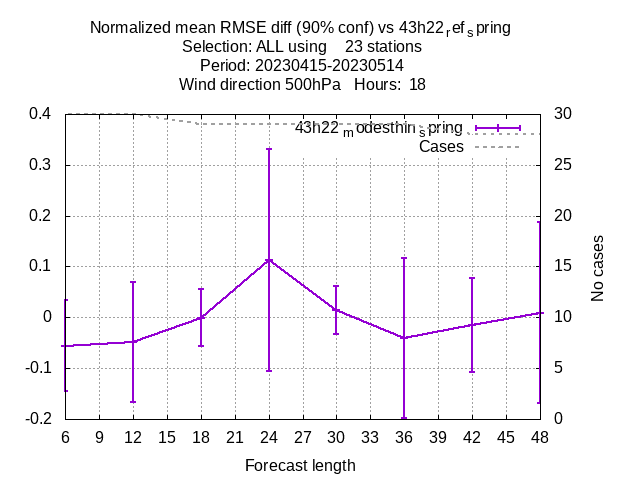 Normalized mean RMSE diff (90% conf) vs 43h22refspring
Selection: ALL using 23 stations
Period: 20230415-20230514
Wind direction 500hPa Hours: 18
43h22modesthinspring
Cases
0.4
0.3
0.2
0.1
0
-0.1
-0.2
30
25
20
15
10
5
0
No cases
6 9 12 15 18 21 24 27 30 33 36 39 42 45 48
Forecast length